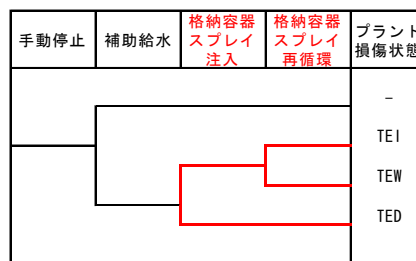 手動停止
補助給水
格納容器
スプレイ
注入
格納容器
スプレイ
再循環
プラント
損傷状態
-
TEI
TEW
TED